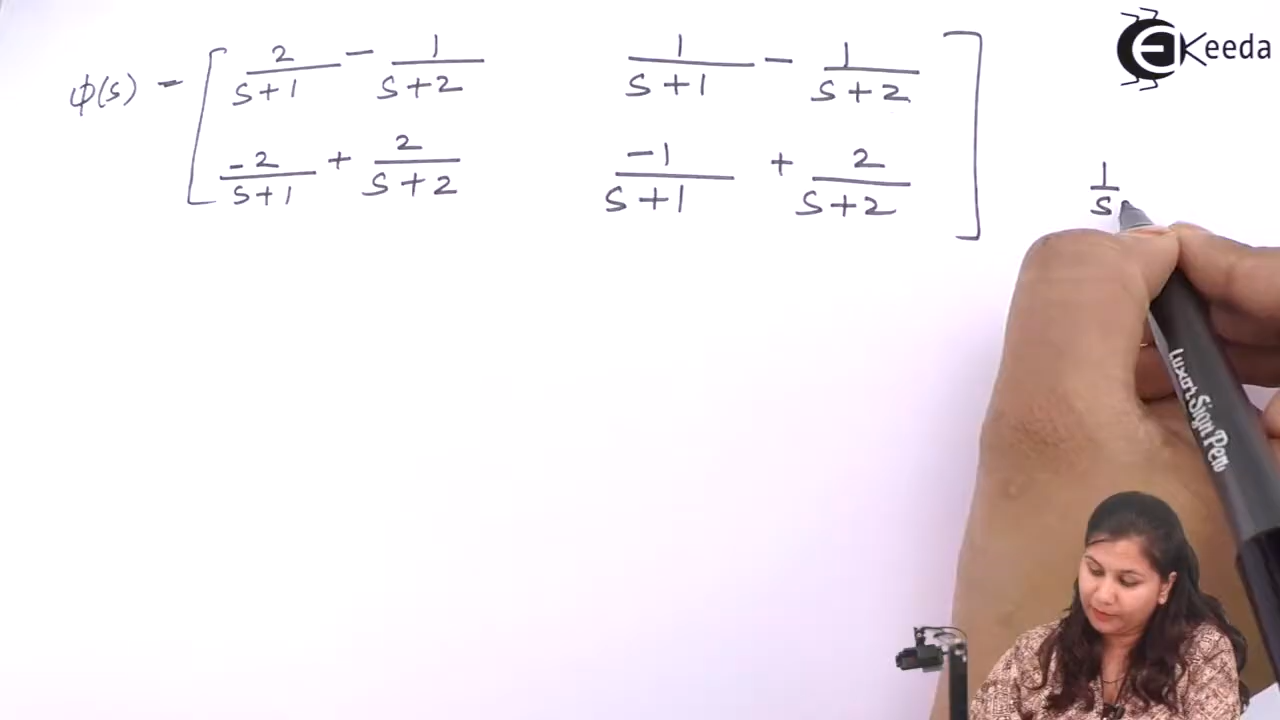 EKeeda
φ(s) - [ 2/(s+1) - 1/(s+2)    1/(s+1) - 1/(s+2)
-2/(s+1) + 2/(s+2)    -1/(s+1) + 2/(s+2) ]
1/s
Luxor Sign Pen